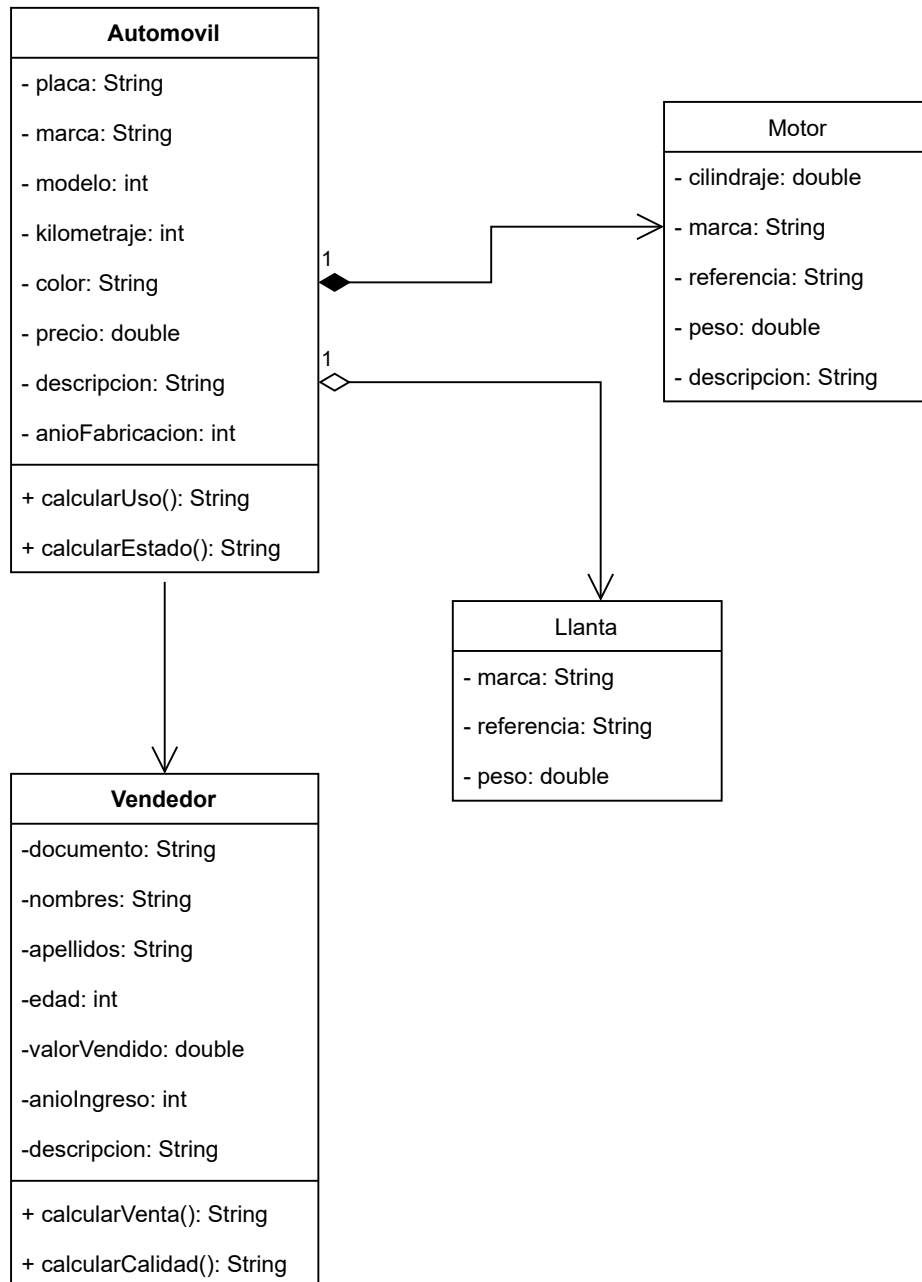 Automovil
- placa: String
- marca: String
- modelo: int
- kilometraje: int
- color: String
- precio: double
- descripcion: String
- anioFabricacion: int
+ calcularUso(): String
+ calcularEstado(): String
1
1
Motor
- cilindraje: double
- marca: String
- referencia: String
- peso: double
- descripcion: String
Llanta
- marca: String
- referencia: String
- peso: double
Vendedor
-documento: String
-nombres: String
-apellidos: String
-edad: int
-valorVendido: double
-anioIngreso: int
-descripcion: String
+ calcularVenta(): String
+ calcularCalidad(): String